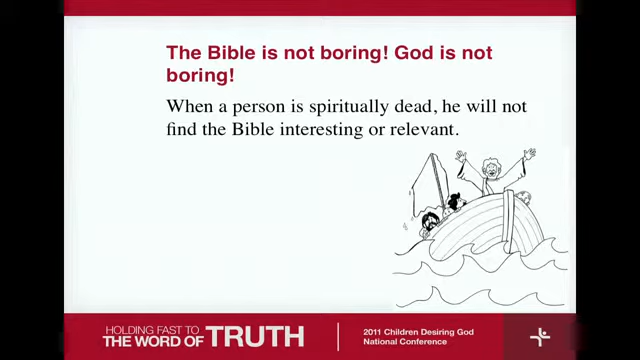 The Bible is not boring! God is not
boring!
When a person is spiritually dead, he will not
find the Bible interesting or relevant.
HOLDING FAST TO
THE WORD OF TRUTH
2011 Children Desiring God
National Conference